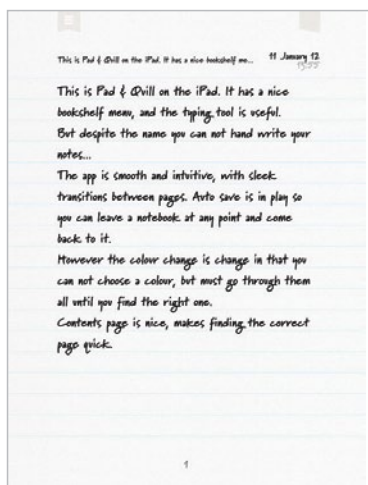 This is Pad & Quill on the iPad. It has a nice bookshelf me... 11 January 12
15:55
This is Pad & Quill on the iPad. It has a nice
bookshelf menu, and the typing tool is useful.
But despite the name you can not hand write your
notes...
The app is smooth and intuitive, with sleek
transitions between pages. Auto save is in play so
you can leave a notebook at any point and come
back to it.
However the colour change is change in that you
can not choose a colour, but must go through them
all until you find the right one.
Contents page is nice, makes finding the correct
page quick.
1